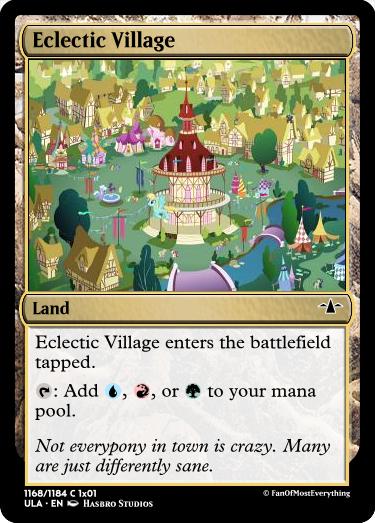 Eclectic Village
Land
Eclectic Village enters the battlefield
tapped.
: Add , , or to your mana
pool.
Not everypony in town is crazy. Many
are just differently sane.
1168/1184 C 1x01
ULA · EN Hasbro Studios © FanOfMostEverything